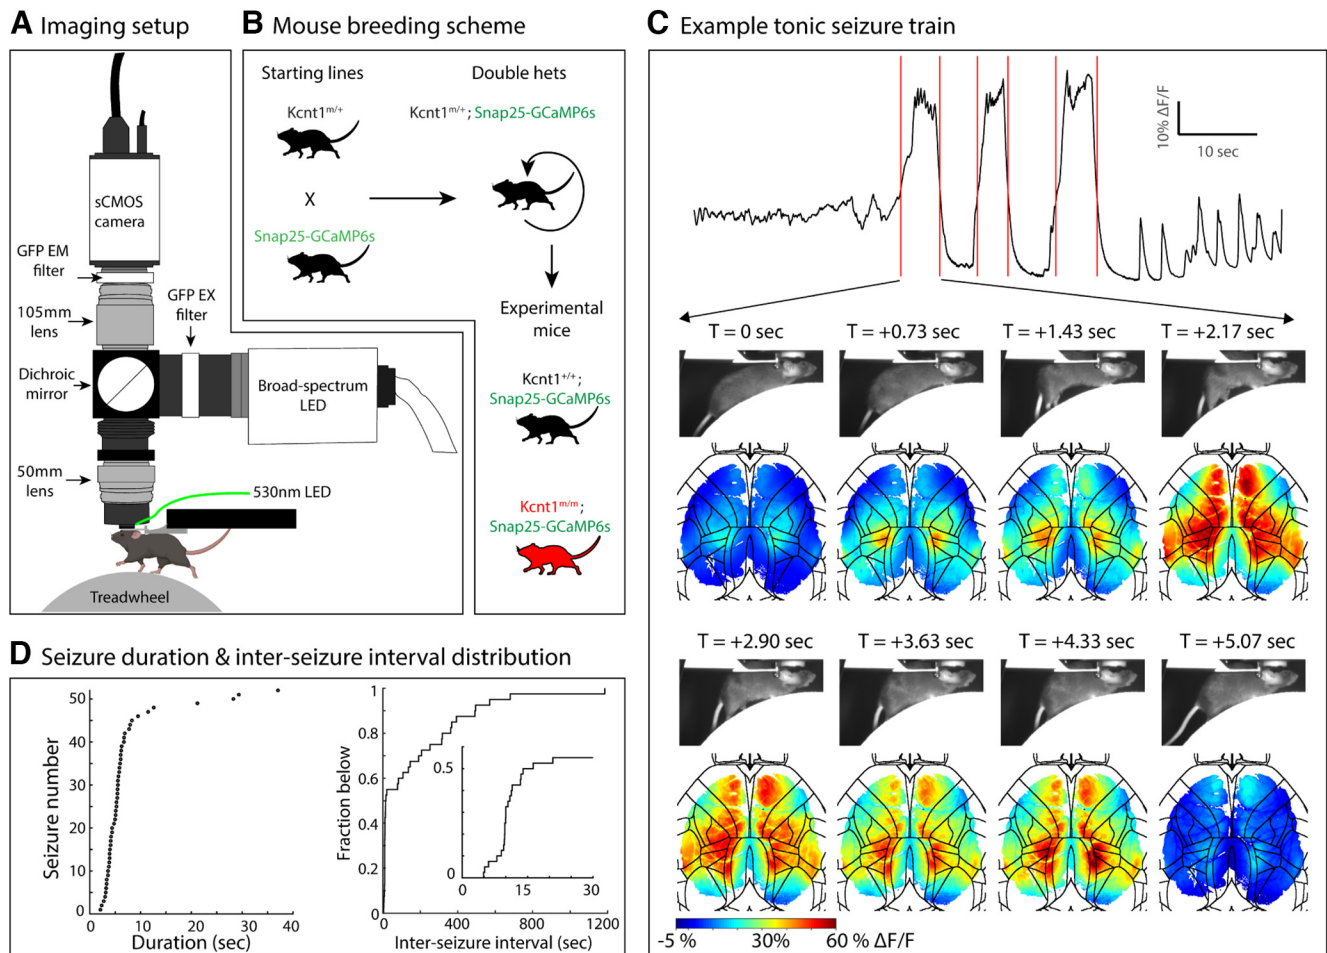 A Imaging setup
sCMOS
camera
GFP EM
filter
GFP EX
filter
105mm
lens
Dichroic
mirror
Broad-spectrum
LED
50mm
lens
530nm LED
Treadwheel
B Mouse breeding scheme
Starting lines
Double hets
Kcnt1m/+
Kcnt1m/+; Snap25-GCaMP6s
X
Snap25-GCaMP6s
Experimental
mice
Kcnt1+/+;
Snap25-GCaMP6s
Kcnt1m/m;
Snap25-GCaMP6s
C Example tonic seizure train
10% ΔF/F
10 sec
T = 0 sec
T = +0.73 sec
T = +1.43 sec
T = +2.17 sec
T = +2.90 sec
T = +3.63 sec
T = +4.33 sec
T = +5.07 sec
-5 %
30%
60 % ΔF/F
D Seizure duration & inter-seizure interval distribution
Seizure number
50
40
30
20
10
0
0
10
20
30
40
Duration (sec)
Fraction below
1
0.8
0.6
0.4
0.2
0
0
400
800
1200
Inter-seizure interval (sec)
0.5
0
0
15
30